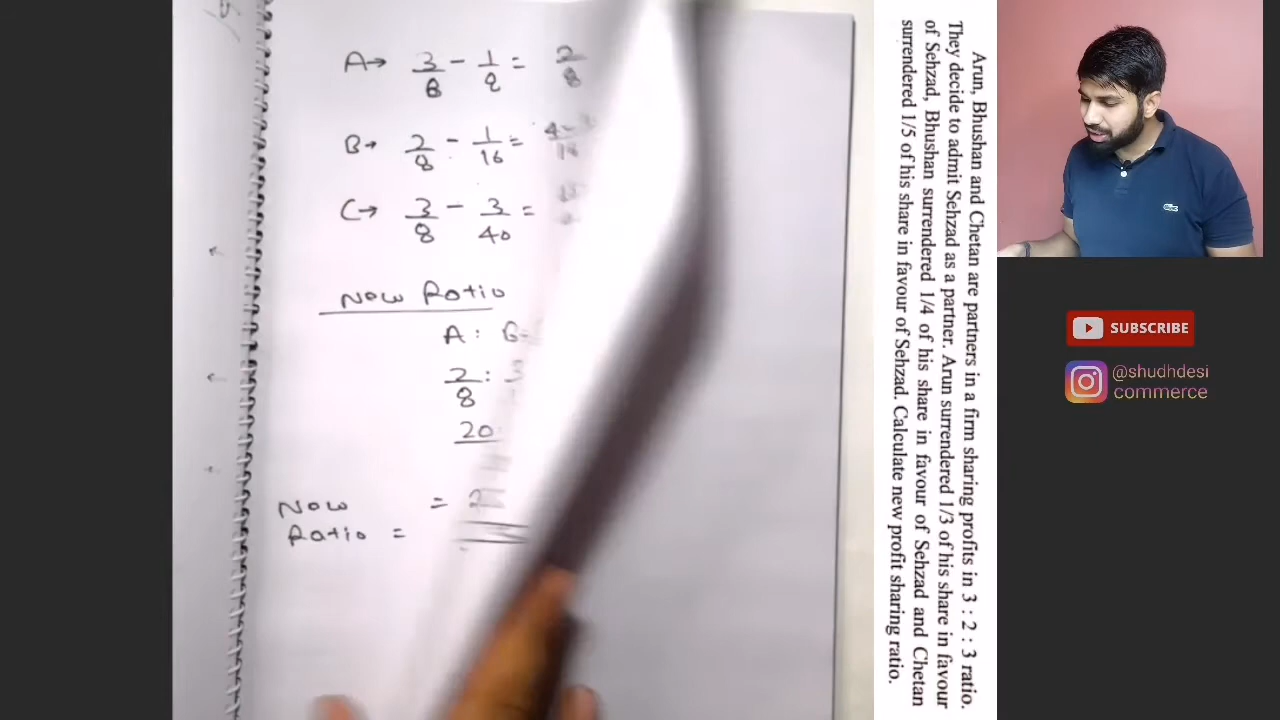 A→ 3/8 - 1/8 = 2/8
B→ 2/8 - 1/16 =
C→ 3/8 - 3/40 =
New Ratio
A : B
2/8 :
20
New =
Ratio =
Arun, Bhushan and Chetan are partners in a firm sharing profits in 3 : 2 : 3 ratio.
They decide to admit Sehzad as a partner. Arun surrendered 1/3 of his share in favour
of Sehzad, Bhushan surrendered 1/4 of his share in favour of Sehzad and Chetan
surrendered 1/5 of his share in favour of Sehzad. Calculate new profit sharing ratio.
SUBSCRIBE
@shudhdesi
commerce